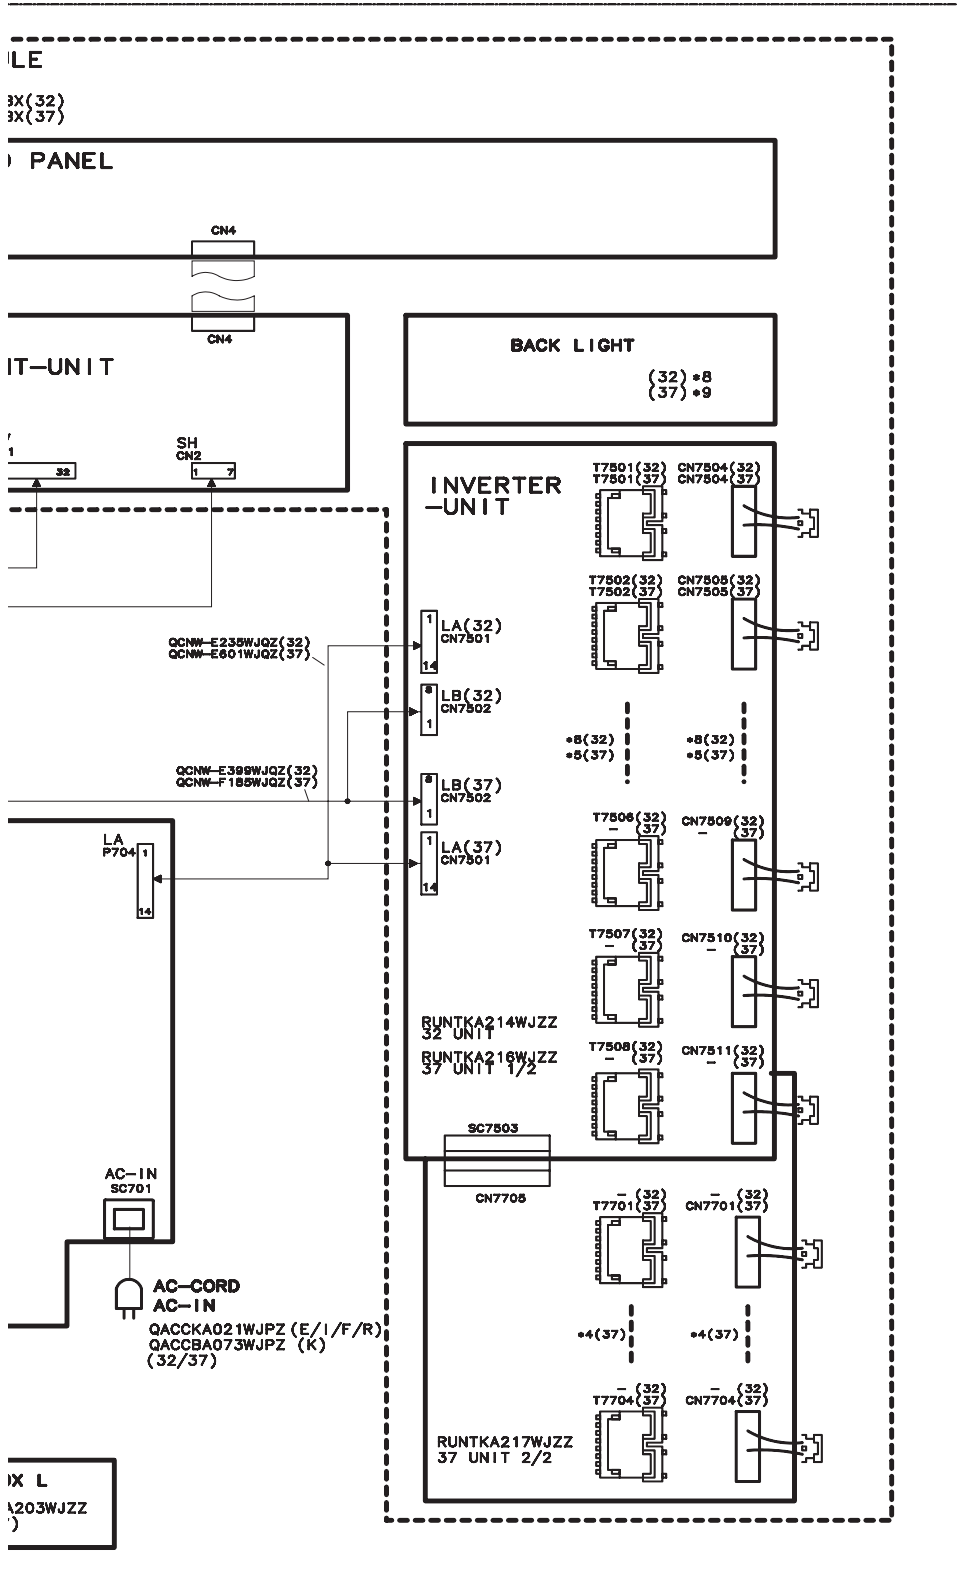 ULE
BX(32)
BX(37)
PANEL
CN4
CN4
BACK LIGHT
(32)*8
(37)*9
IT-UNIT
1
32
SH
CN2
1 7
INVERTER
-UNIT
T7501(32)
T7501(37)
CN7504(32)
CN7504(37)
T7502(32)
T7502(37)
CN7505(32)
CN7505(37)
QCNW-E235WJQZ(32)
QCNW-E601WJQZ(37)
1
LA(32)
CN7501
14
8
LB(32)
CN7502
1
*8(32)
*5(37)
*8(32)
*5(37)
QCNW-E399WJQZ(32)
QCNW-F185WJQZ(37)
8
LB(37)
CN7502
1
1
LA(37)
CN7501
14
T7506(32)
- (37)
CN7509(32)
- (37)
LA
P704
1
14
T7507(32)
- (37)
CN7510(32)
- (37)
RUNTKA214WJZZ
32 UNIT
RUNTKA216WJZZ
37 UNIT 1/2
T7508(32)
- (37)
CN7511(32)
- (37)
SC7503
CN7705
AC-IN
SC701
- (32)
T7701(37)
- (32)
CN7701(37)
AC-CORD
AC-IN
QACCKA021WJPZ (E/I/F/R)
QACCBA073WJPZ (K)
(32/37)
*4(37)
*4(37)
- (32)
T7704(37)
- (32)
CN7704(37)
RUNTKA217WJZZ
37 UNIT 2/2
OX L
A203WJZZ
)